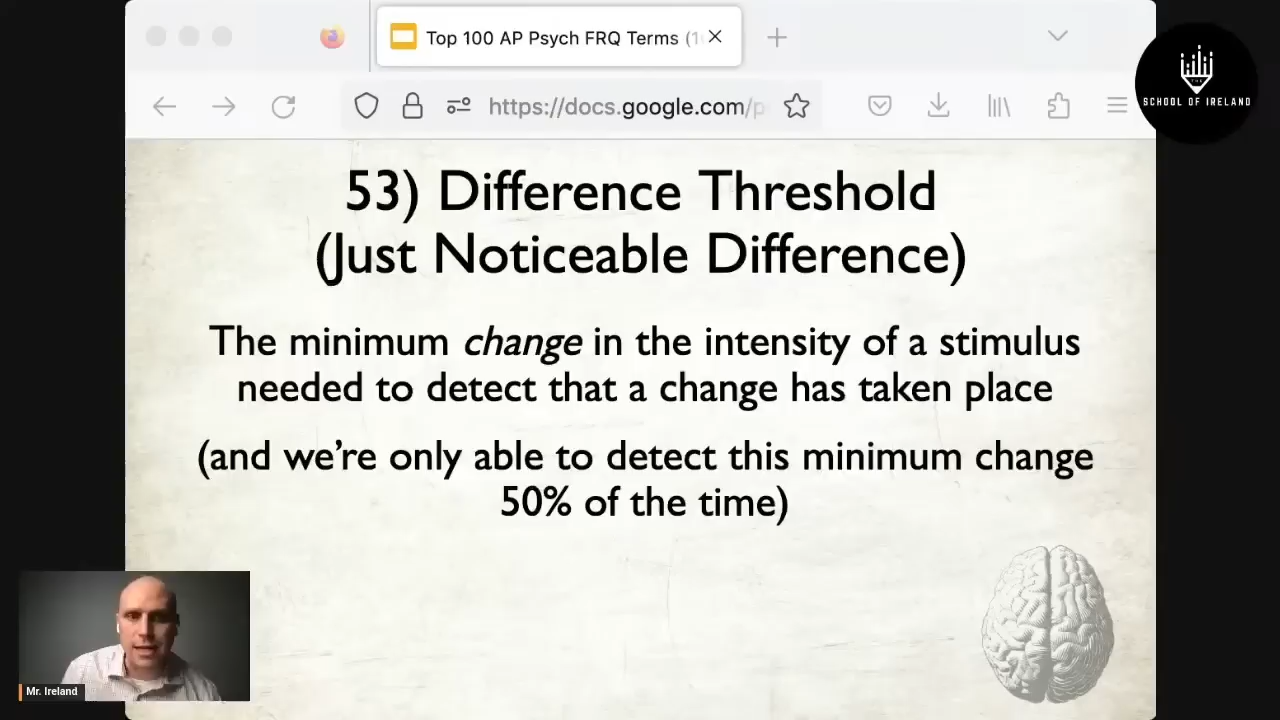 Top 100 AP Psych FRQ Terms (1
https://docs.google.com/p
THE
SCHOOL OF IRELAND
53) Difference Threshold
(Just Noticeable Difference)
The minimum change in the intensity of a stimulus
needed to detect that a change has taken place
(and we're only able to detect this minimum change
50% of the time)
Mr. Ireland